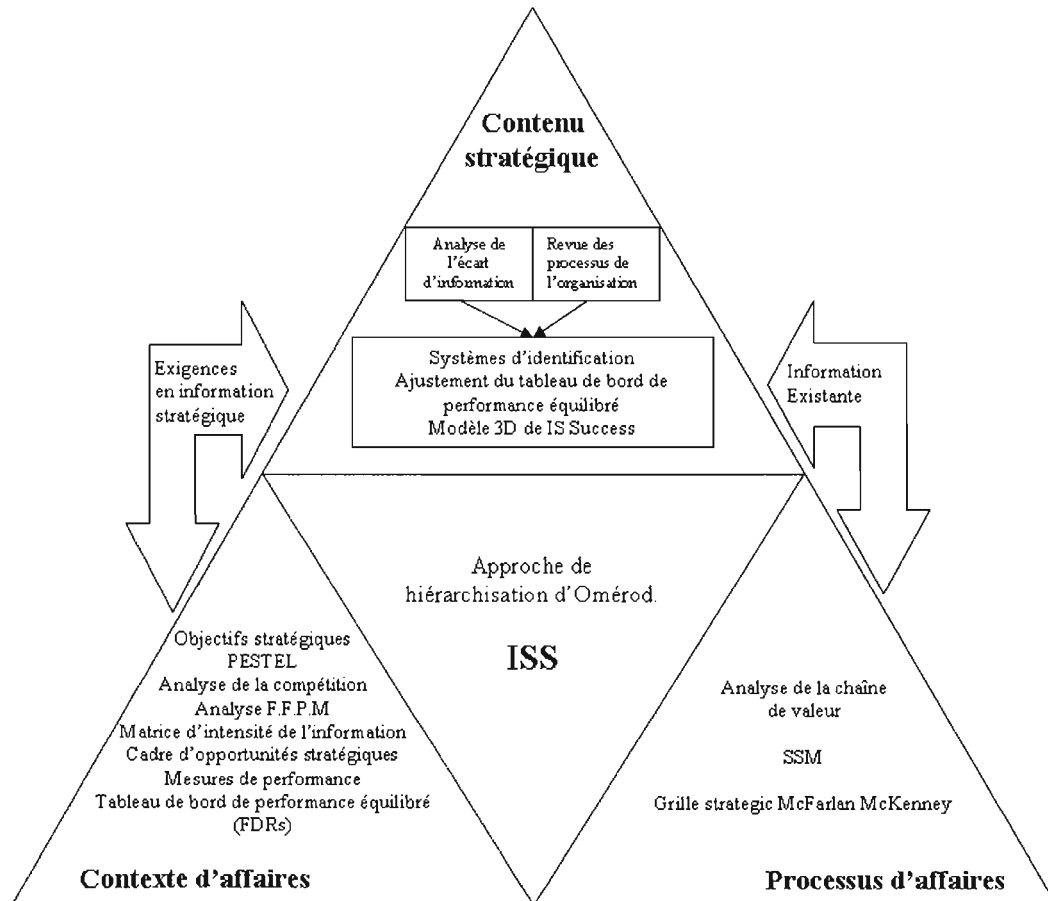 Contenu
stratégique
Analyse de
l'écart
d'information
Revue des
processus de
l'organisation
Systèmes d'identification
Ajustement du tableau de bord de
performance équilibré
Modèle 3D de IS Success
Exigences
en information
stratégique
Information
Existante
Approche de
hiérarchisation d'Omérod.
ISS
Objectifs stratégiques
PESTEL
Analyse de la compétition
Analyse F.F.P.M
Matrice d'intensité de l'information
Cadre d'opportunités stratégiques
Mesures de performance
Tableau de bord de performance équilibré
(FDRs)
Contexte d'affaires
Analyse de la chaîne
de valeur
SSM
Grille strategic McFarlan McKenney
Processus d'affaires